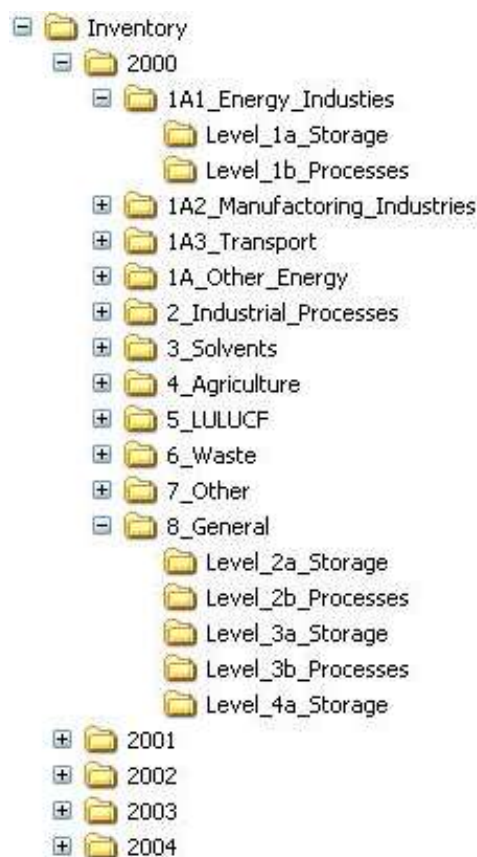 Inventory
2000
1A1_Energy_Industies
Level_1a_Storage
Level_1b_Processes
1A2_Manufactoring_Industries
1A3_Transport
1A_Other_Energy
2_Industrial_Processes
3_Solvents
4_Agriculture
5_LULUCF
6_Waste
7_Other
8_General
Level_2a_Storage
Level_2b_Processes
Level_3a_Storage
Level_3b_Processes
Level_4a_Storage
2001
2002
2003
2004